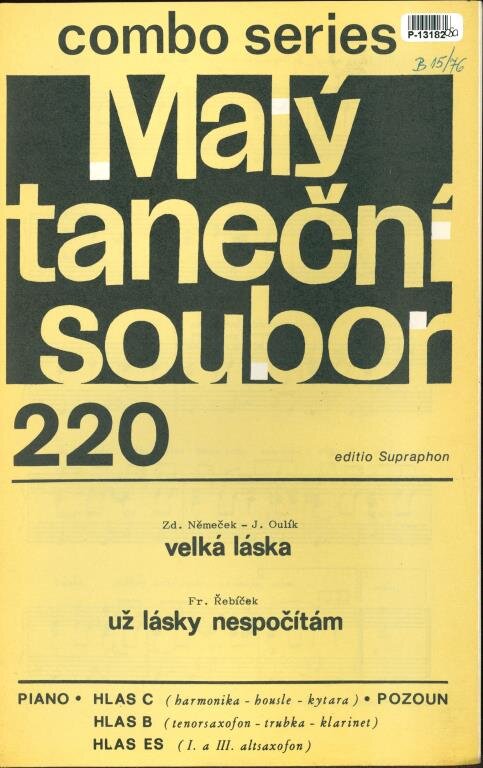 combo series
P-13182
B 15/76
Malý
taneční
soubor
220
editio Supraphon
Zd. Němeček – J. Oulík
velká láska
Fr. Řebíček
už lásky nespočítám
PIANO • HLAS C (harmonika - housle - kytara) • POZOUN
HLAS B (tenorsaxofon - trubka - klarinet)
HLAS ES (I. a III. altsaxofon)